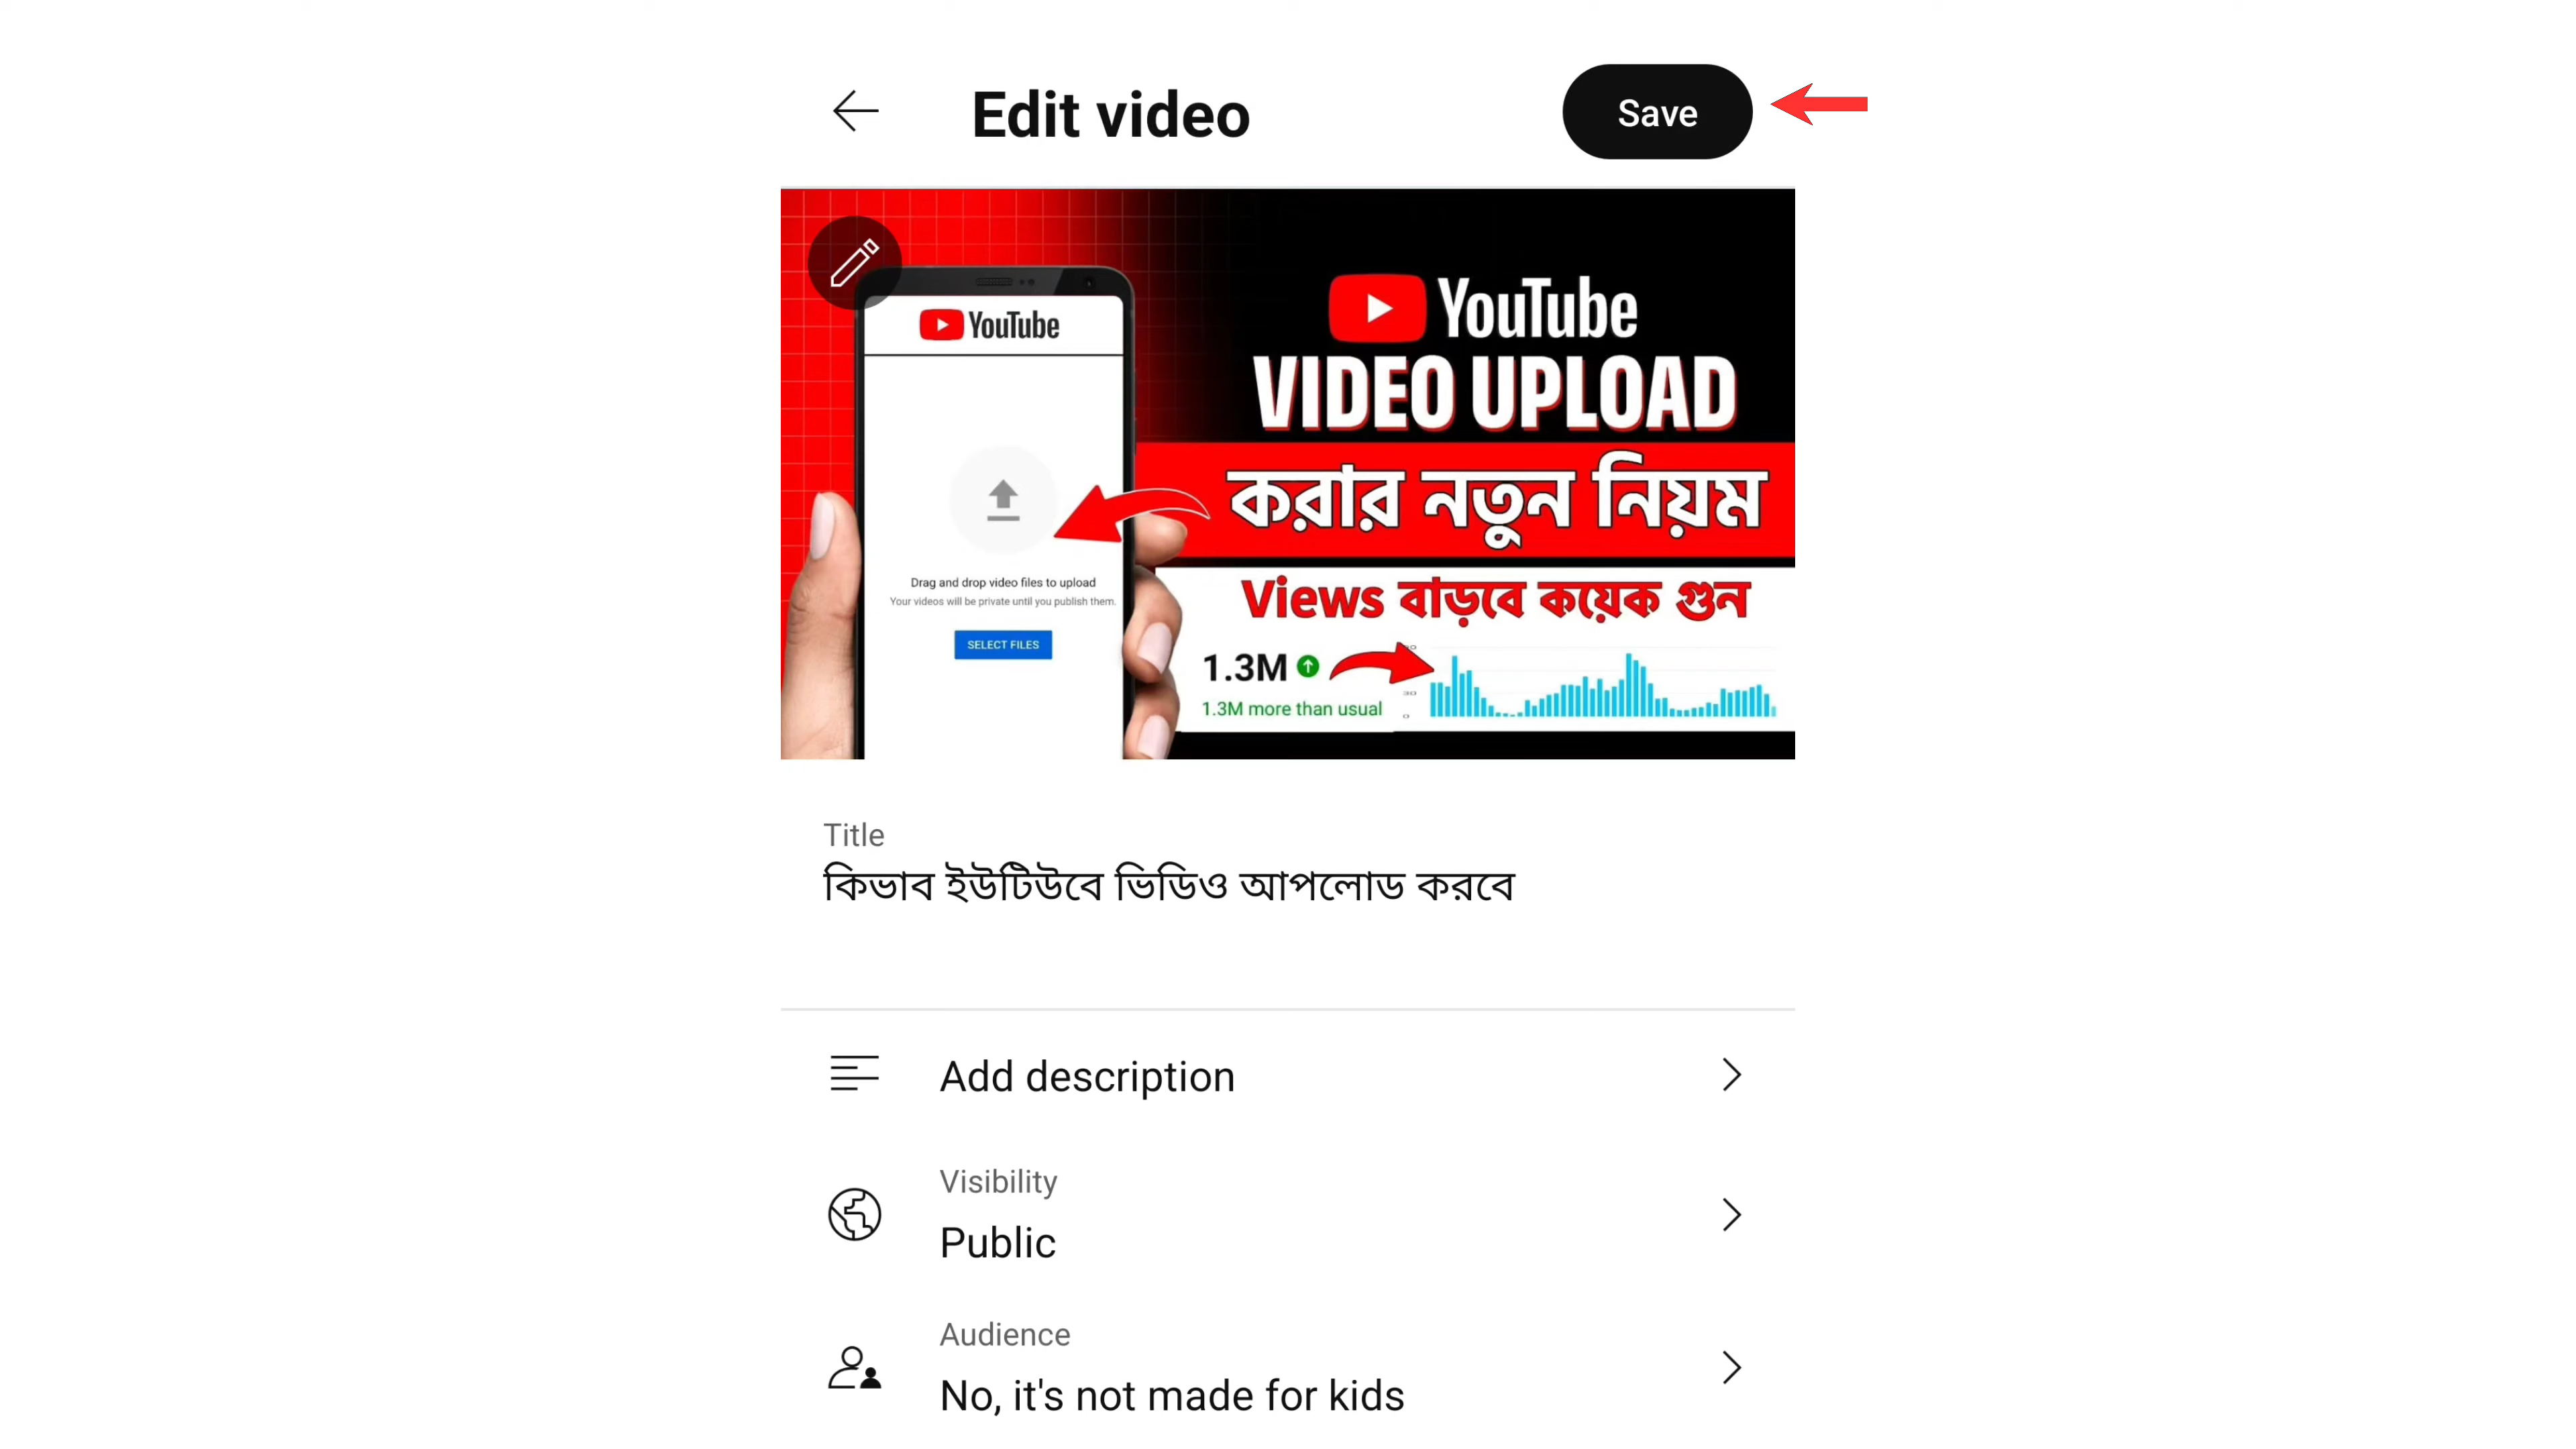 Edit video
Save
YouTube
Drag and drop video files to upload
Your videos will be private until you publish them.
SELECT FILES
YouTube
VIDEO UPLOAD
করার নতুন নিয়ম
Views বাড়বে কয়েক গুন
1.3M
1.3M more than usual
30
0
Title
কিভাব ইউটিউবে ভিডিও আপলোড করবে
Add description
Visibility
Public
Audience
No, it's not made for kids